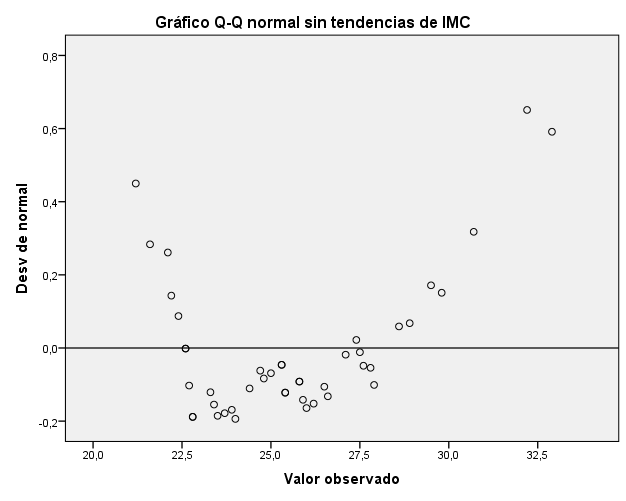 Gráfico Q-Q normal sin tendencias de IMC
Desv de normal
0,8
0,6
0,4
0,2
0,0
-0,2
20,0 22,5 25,0 27,5 30,0 32,5
Valor observado